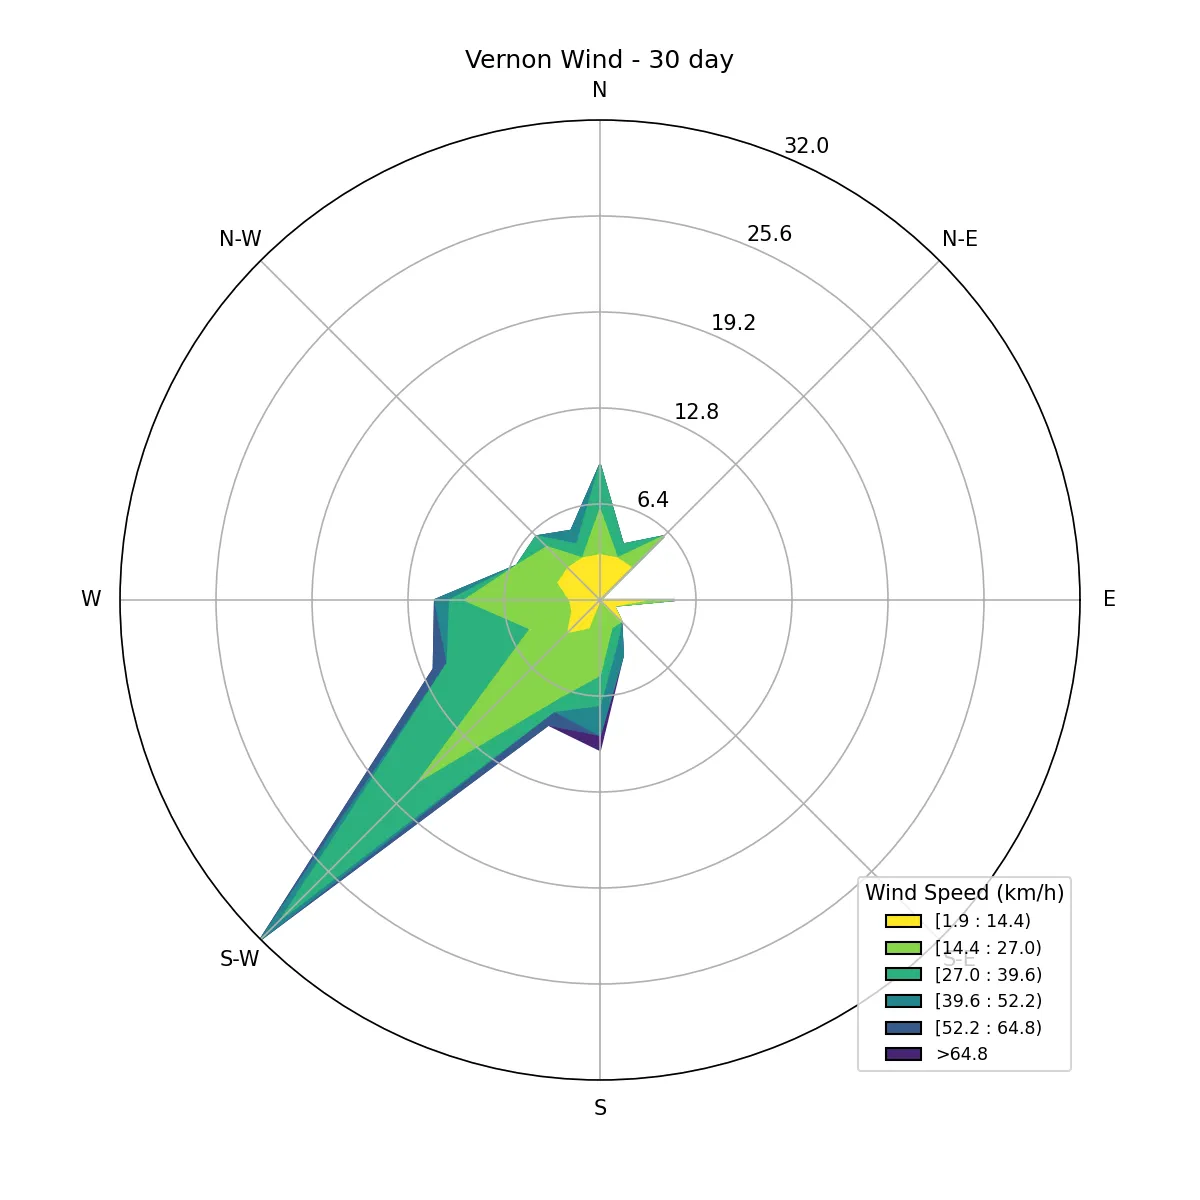 Vernon Wind - 30 day
N
32.0
N-W
25.6
N-E
19.2
12.8
6.4
W
E
S-W
S-E
Wind Speed (km/h)
[1.9 : 14.4)
[14.4 : 27.0)
[27.0 : 39.6)
[39.6 : 52.2)
[52.2 : 64.8)
>64.8
S